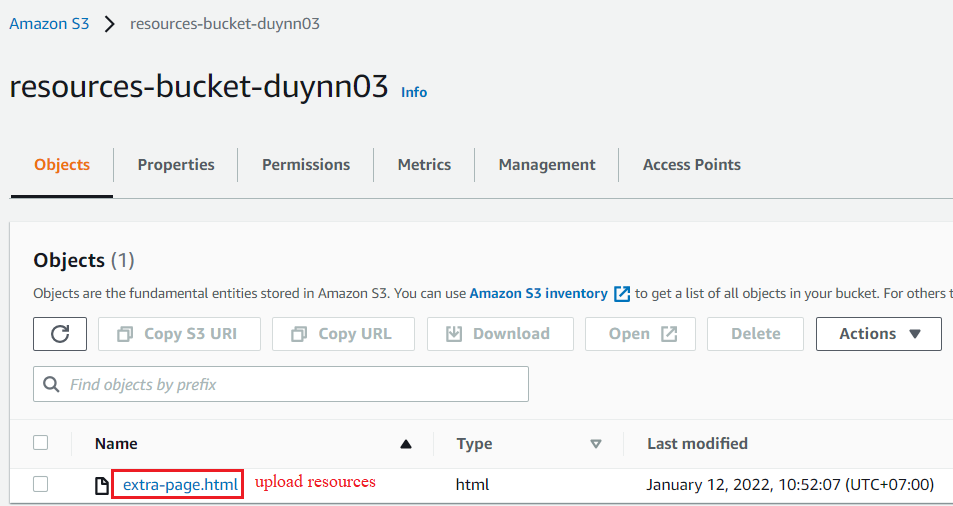 Amazon S3 > resources-bucket-duynn03
resources-bucket-duynn03 Info
Objects Properties Permissions Metrics Management Access Points
Objects (1)
Objects are the fundamental entities stored in Amazon S3. You can use Amazon S3 inventory to get a list of all objects in your bucket. For others t
Copy S3 URI Copy URL Download Open Delete Actions
Find objects by prefix
Name Type Last modified
extra-page.html upload resources html January 12, 2022, 10:52:07 (UTC+07:00)